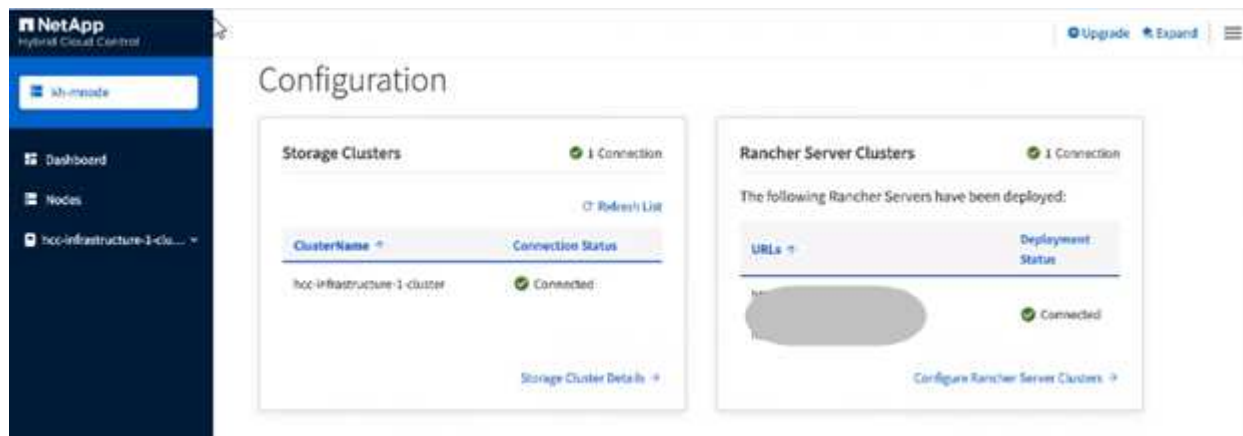 NetApp
Hybrid Cloud Control
Upgrade
Expand
kh-mnode
Dashboard
Nodes
hcc-infrastructure-1-clu...
Configuration
Storage Clusters
1 Connection
Refresh List
ClusterName
Connection Status
hcc-infrastructure-1-cluster
Connected
Storage Cluster Details
Rancher Server Clusters
1 Connection
The following Rancher Servers have been deployed:
URLs
Deployment
Status
Connected
Configure Rancher Server Clusters